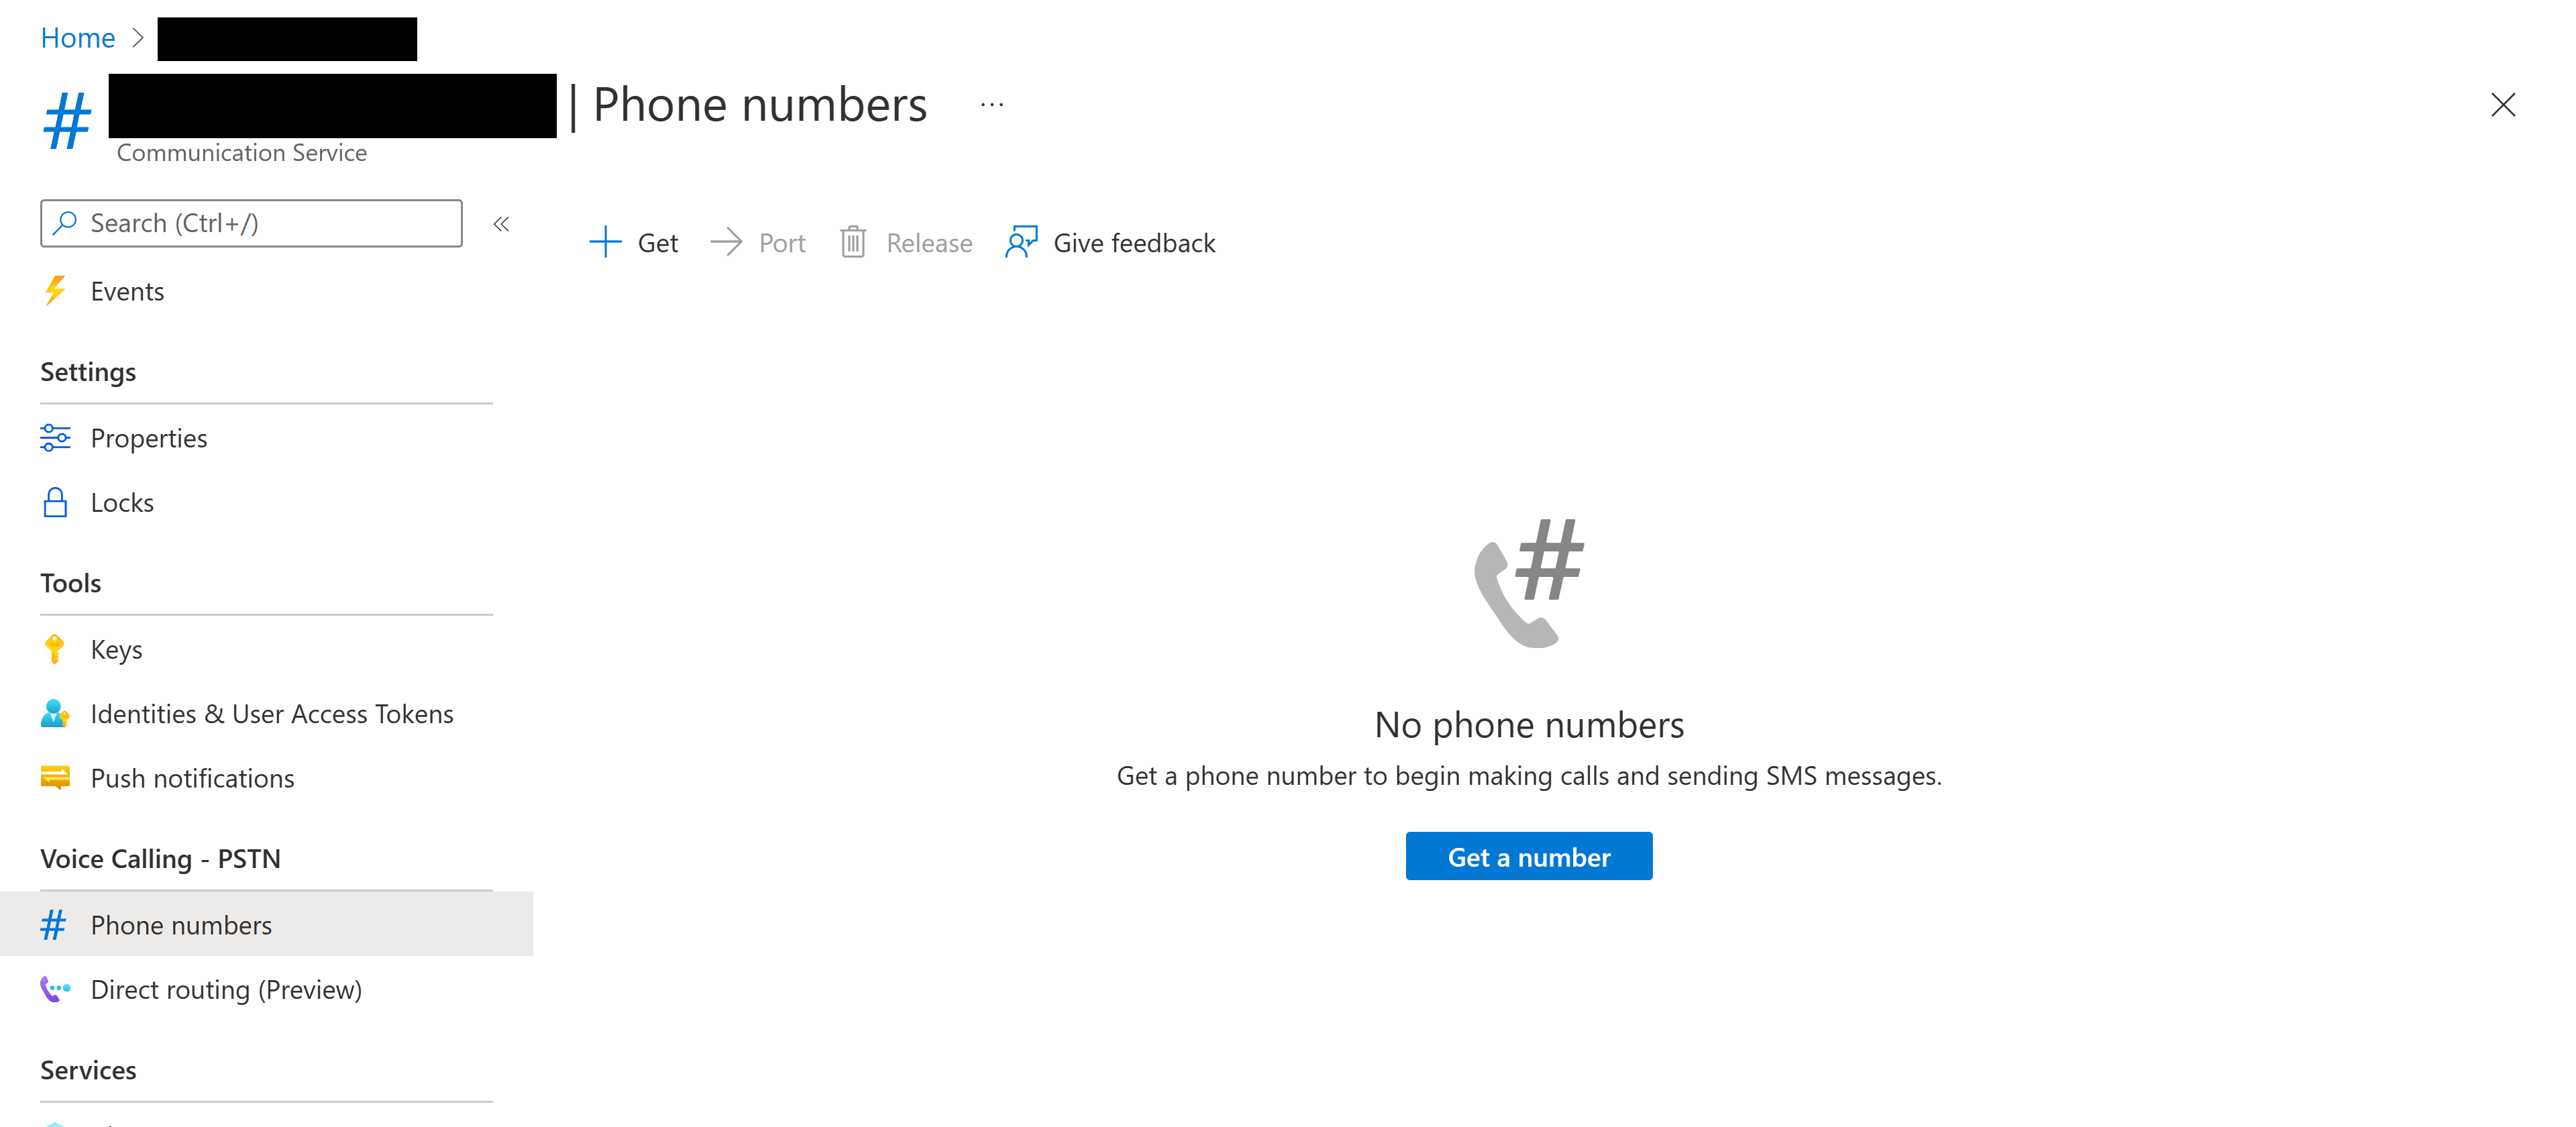 Home >
| Phone numbers ...
Communication Service
Search (Ctrl+/)
«
Get
Port
Release
Give feedback
Events
Settings
Properties
Locks
Tools
Keys
Identities & User Access Tokens
Push notifications
Voice Calling - PSTN
# Phone numbers
Direct routing (Preview)
Services
No phone numbers
Get a phone number to begin making calls and sending SMS messages.
Get a number